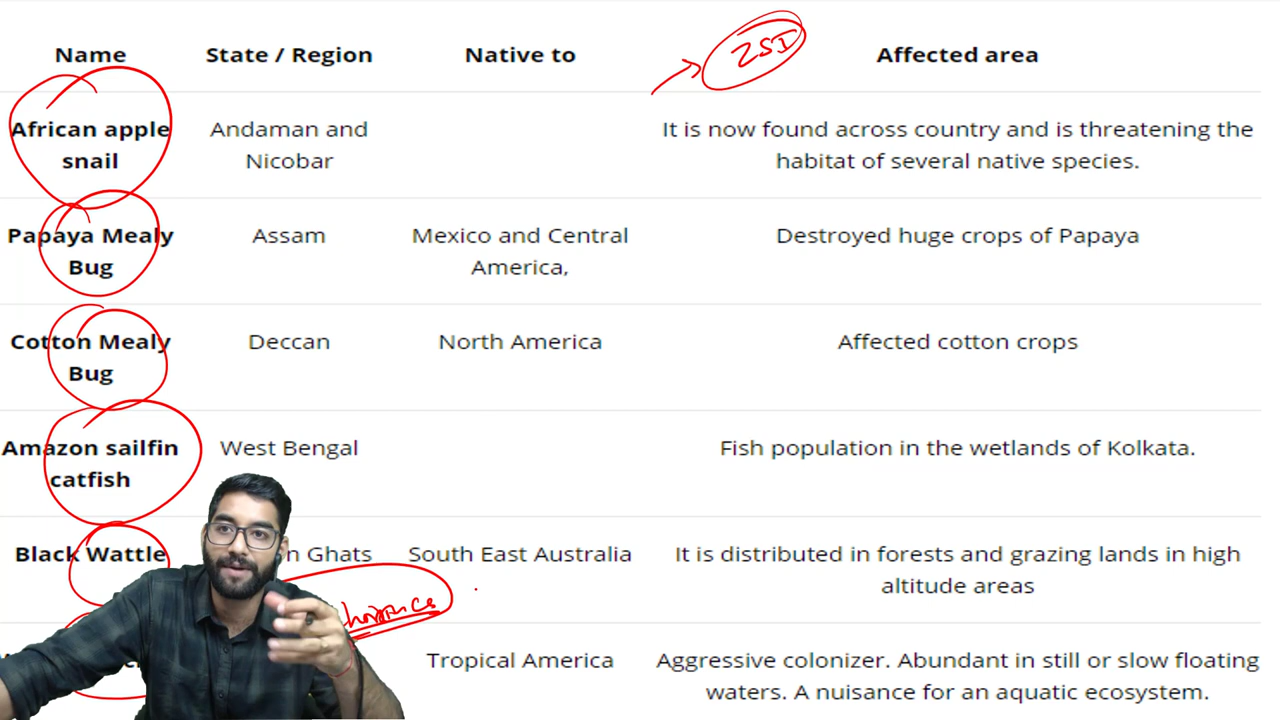 Name State / Region Native to ZSI Affected area
African apple Andaman and It is now found across country and is threatening the
snail Nicobar habitat of several native species.
Papaya Mealy Assam Mexico and Central Destroyed huge crops of Papaya
Bug America,
Cotton Mealy Deccan North America Affected cotton crops
Bug
Amazon sailfin West Bengal Fish population in the wetlands of Kolkata.
catfish
Black Wattle Ghats South East Australia It is distributed in forests and grazing lands in high
altitude areas
Tropical America Aggressive colonizer. Abundant in still or slow floating
waters. A nuisance for an aquatic ecosystem.